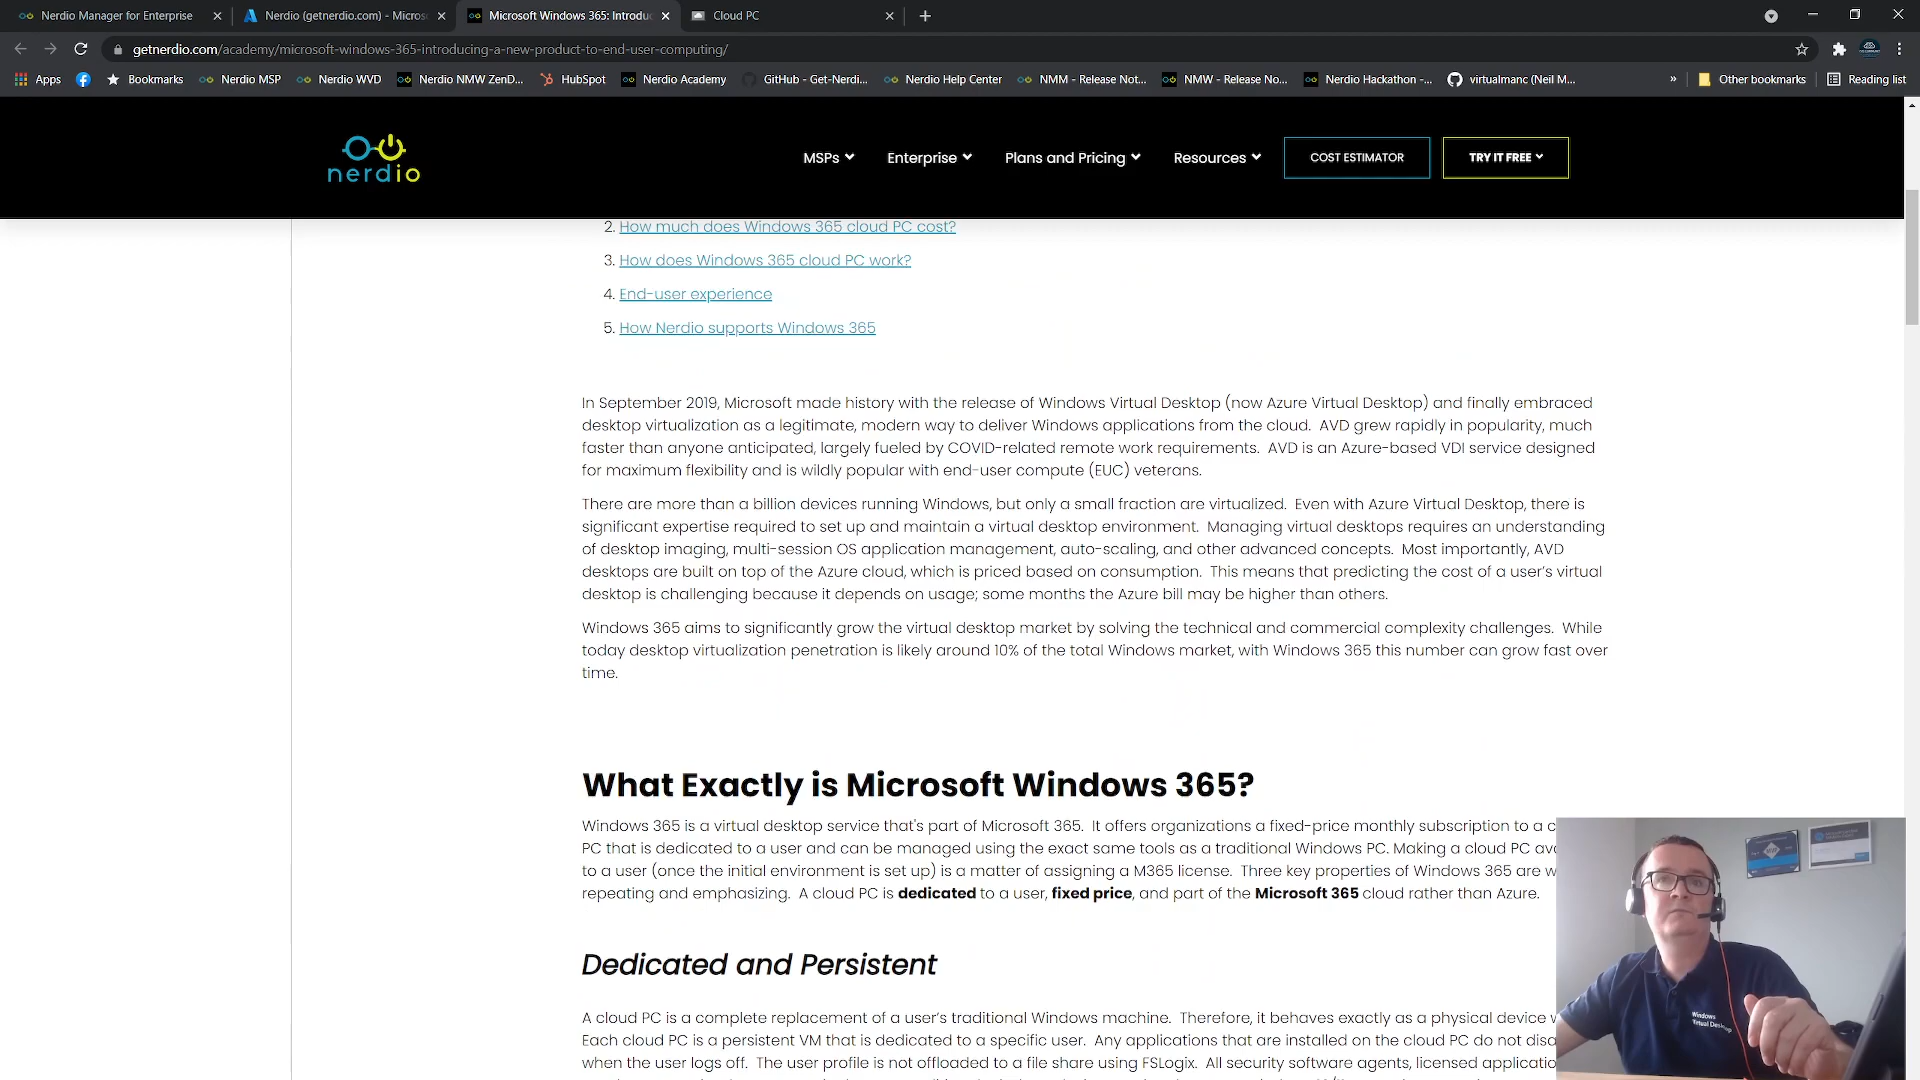 Nerdio Manager for Enterprise
Nerdio (getnerdio.com) - Micros
Microsoft Windows 365: Introdu
Cloud PC
getnerdio.com/academy/microsoft-windows-365-introducing-a-new-product-to-end-user-computing/
Apps
Bookmarks
Nerdio MSP
Nerdio WVD
Nerdio NMW ZenD...
HubSpot
Nerdio Academy
GitHub - Get-Nerdi...
Nerdio Help Center
NMM - Release Not...
NMW - Release No...
Nerdio Hackathon -...
virtualmanc (Neil M...
»
Other bookmarks
Reading list
nerdio
MSPs
Enterprise
Plans and Pricing
Resources
COST ESTIMATOR
TRY IT FREE
2. How much does Windows 365 cloud PC cost?
3. How does Windows 365 cloud PC work?
4. End-user experience
5. How Nerdio supports Windows 365
In September 2019, Microsoft made history with the release of Windows Virtual Desktop (now Azure Virtual Desktop) and finally embraced
desktop virtualization as a legitimate, modern way to deliver Windows applications from the cloud. AVD grew rapidly in popularity, much
faster than anyone anticipated, largely fueled by COVID-related remote work requirements. AVD is an Azure-based VDI service designed
for maximum flexibility and is wildly popular with end-user compute (EUC) veterans.
There are more than a billion devices running Windows, but only a small fraction are virtualized. Even with Azure Virtual Desktop, there is
significant expertise required to set up and maintain a virtual desktop environment. Managing virtual desktops requires an understanding
of desktop imaging, multi-session OS application management, auto-scaling, and other advanced concepts. Most importantly, AVD
desktops are built on top of the Azure cloud, which is priced based on consumption. This means that predicting the cost of a user's virtual
desktop is challenging because it depends on usage; some months the Azure bill may be higher than others.
Windows 365 aims to significantly grow the virtual desktop market by solving the technical and commercial complexity challenges. While
today desktop virtualization penetration is likely around 10% of the total Windows market, with Windows 365 this number can grow fast over
time.
What Exactly is Microsoft Windows 365?
Windows 365 is a virtual desktop service that's part of Microsoft 365. It offers organizations a fixed-price monthly subscription to a c
PC that is dedicated to a user and can be managed using the exact same tools as a traditional Windows PC. Making a cloud PC av
to a user (once the initial environment is set up) is a matter of assigning a M365 license. Three key properties of Windows 365 are w
repeating and emphasizing. A cloud PC is dedicated to a user, fixed price, and part of the Microsoft 365 cloud rather than Azure.
Dedicated and Persistent
A cloud PC is a complete replacement of a user's traditional Windows machine. Therefore, it behaves exactly as a physical device w
Each cloud PC is a persistent VM that is dedicated to a specific user. Any applications that are installed on the cloud PC do not disa
when the user logs off. The user profile is not offloaded to a file share using FSLogix. All security software agents, licensed applicatio
Windows
Virtual Desktop